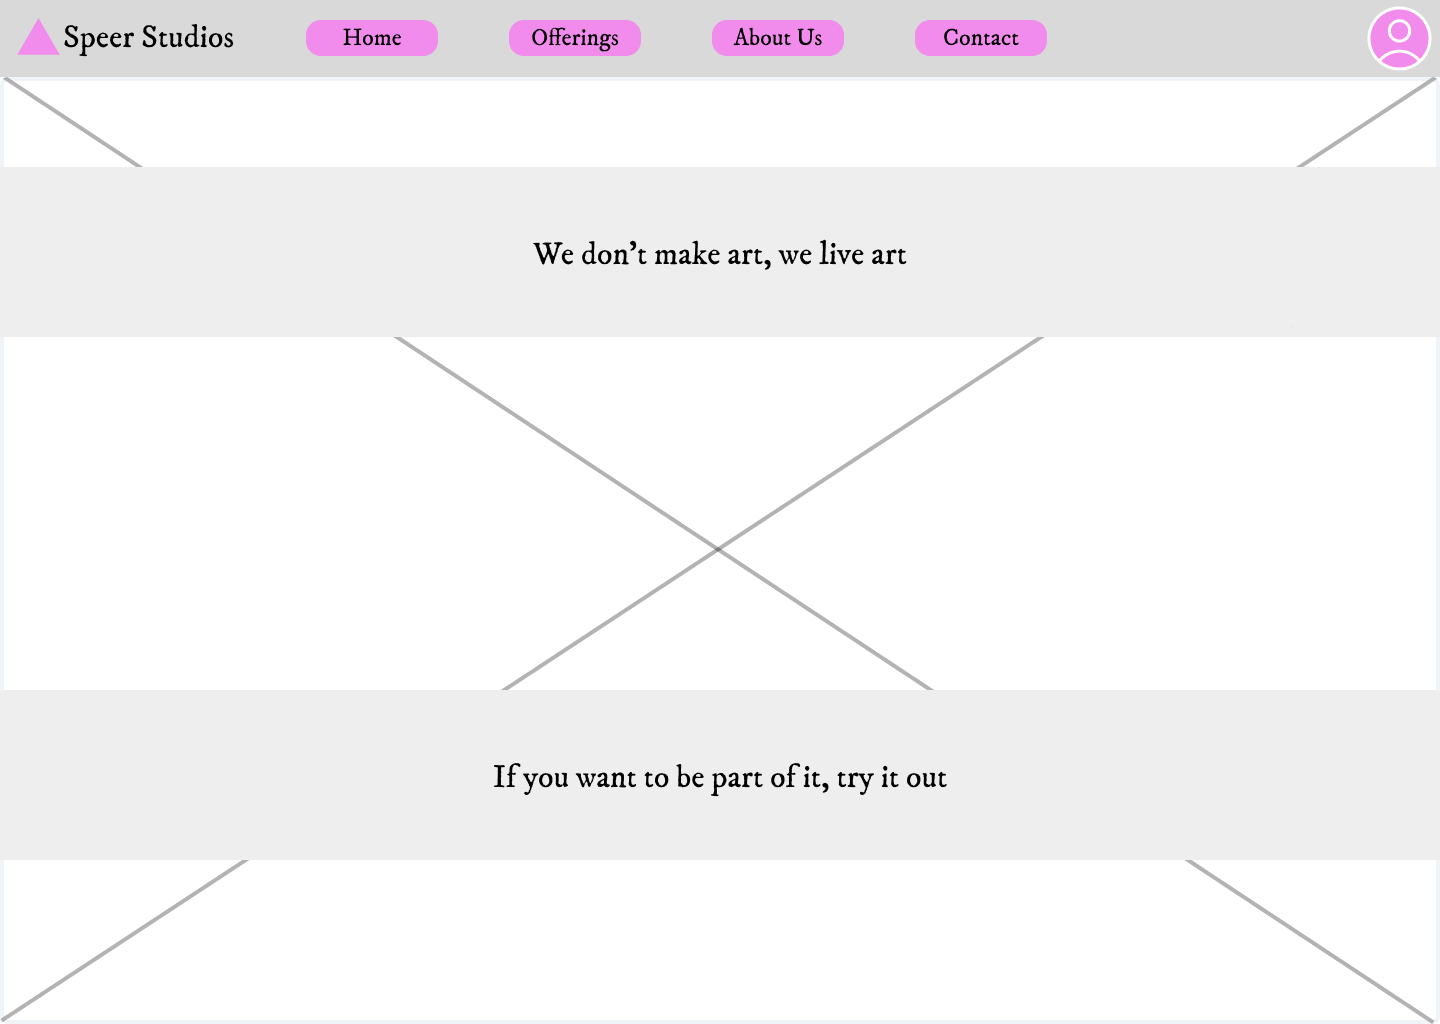 Speer Studios
Home
Offerings
About Us
Contact
We don't make art, we live art
If you want to be part of it, try it out